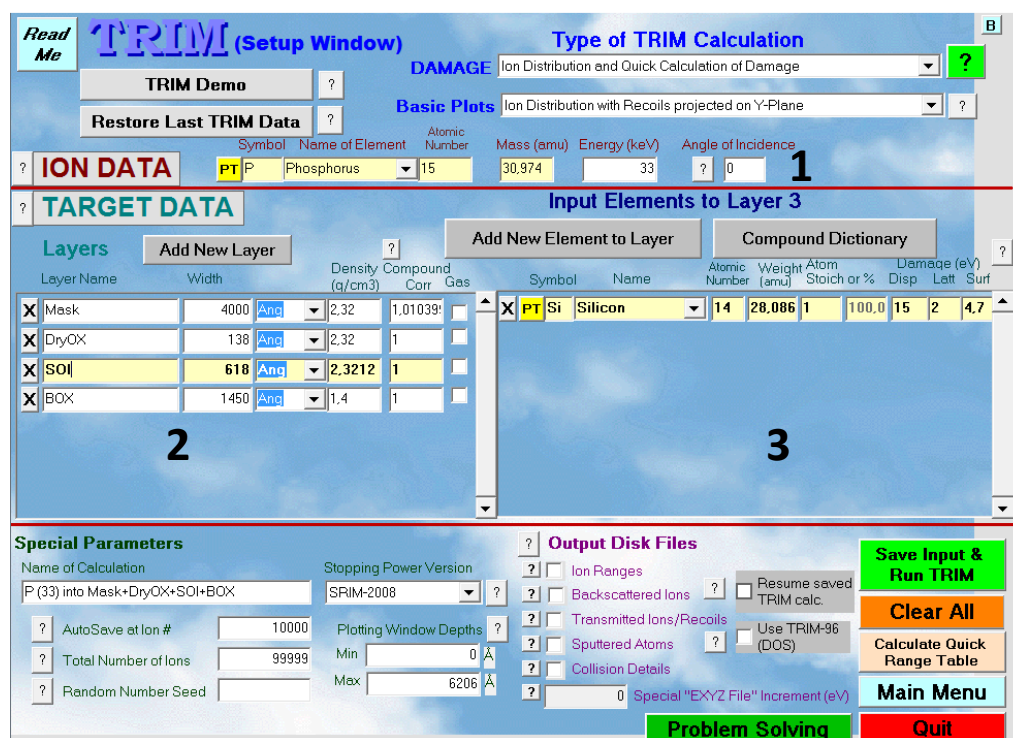 Read Me
TRIM (Setup Window)
B
Type of TRIM Calculation
DAMAGE Ion Distribution and Quick Calculation of Damage ?
TRIM Demo ?
Basic Plots Ion Distribution with Recoils projected on Y-Plane ?
Restore Last TRIM Data ?
Symbol Name of Element Atomic Number Mass (amu) Energy (keV) Angle of Incidence
? ION DATA PT P Phosphorus 15 30,974 33 ? 0 1
? TARGET DATA
Input Elements to Layer 3
Layers Add New Layer ?
Add New Element to Layer Compound Dictionary ?
Layer Name Width Density (q/cm3) Compound Corr Gas
Symbol Name Atomic Number Weight (amu) Atom Stoich or % Damage (eV) Disp Latt Surf
X Mask 4000 Ang 2,32 1,01039
X PT Si Silicon 14 28,086 1 100,0 15 2 4,7
X DryOX 138 Ang 2,32 1
X SOI 618 Ang 2,3212 1
X BOX 1450 Ang 1,4 1
2
3
Special Parameters
Name of Calculation
P (33) into Mask+DryOX+SOI+BOX
Stopping Power Version
SRIM-2008 ?
? AutoSave at Ion # 10000
? Total Number of Ions 99999
? Random Number Seed
Plotting Window Depths ?
Min 0 Å
Max 6206 Å
? Output Disk Files
? Ion Ranges
? Backscattered Ions
? Transmitted Ions/Recoils
? Sputtered Atoms
? Collision Details
? 0 Special "EXYZ File" Increment (eV)
? Resume saved TRIM calc.
? Use TRIM-96 (DOS)
Save Input & Run TRIM
Clear All
Calculate Quick Range Table
Main Menu
Problem Solving
Quit